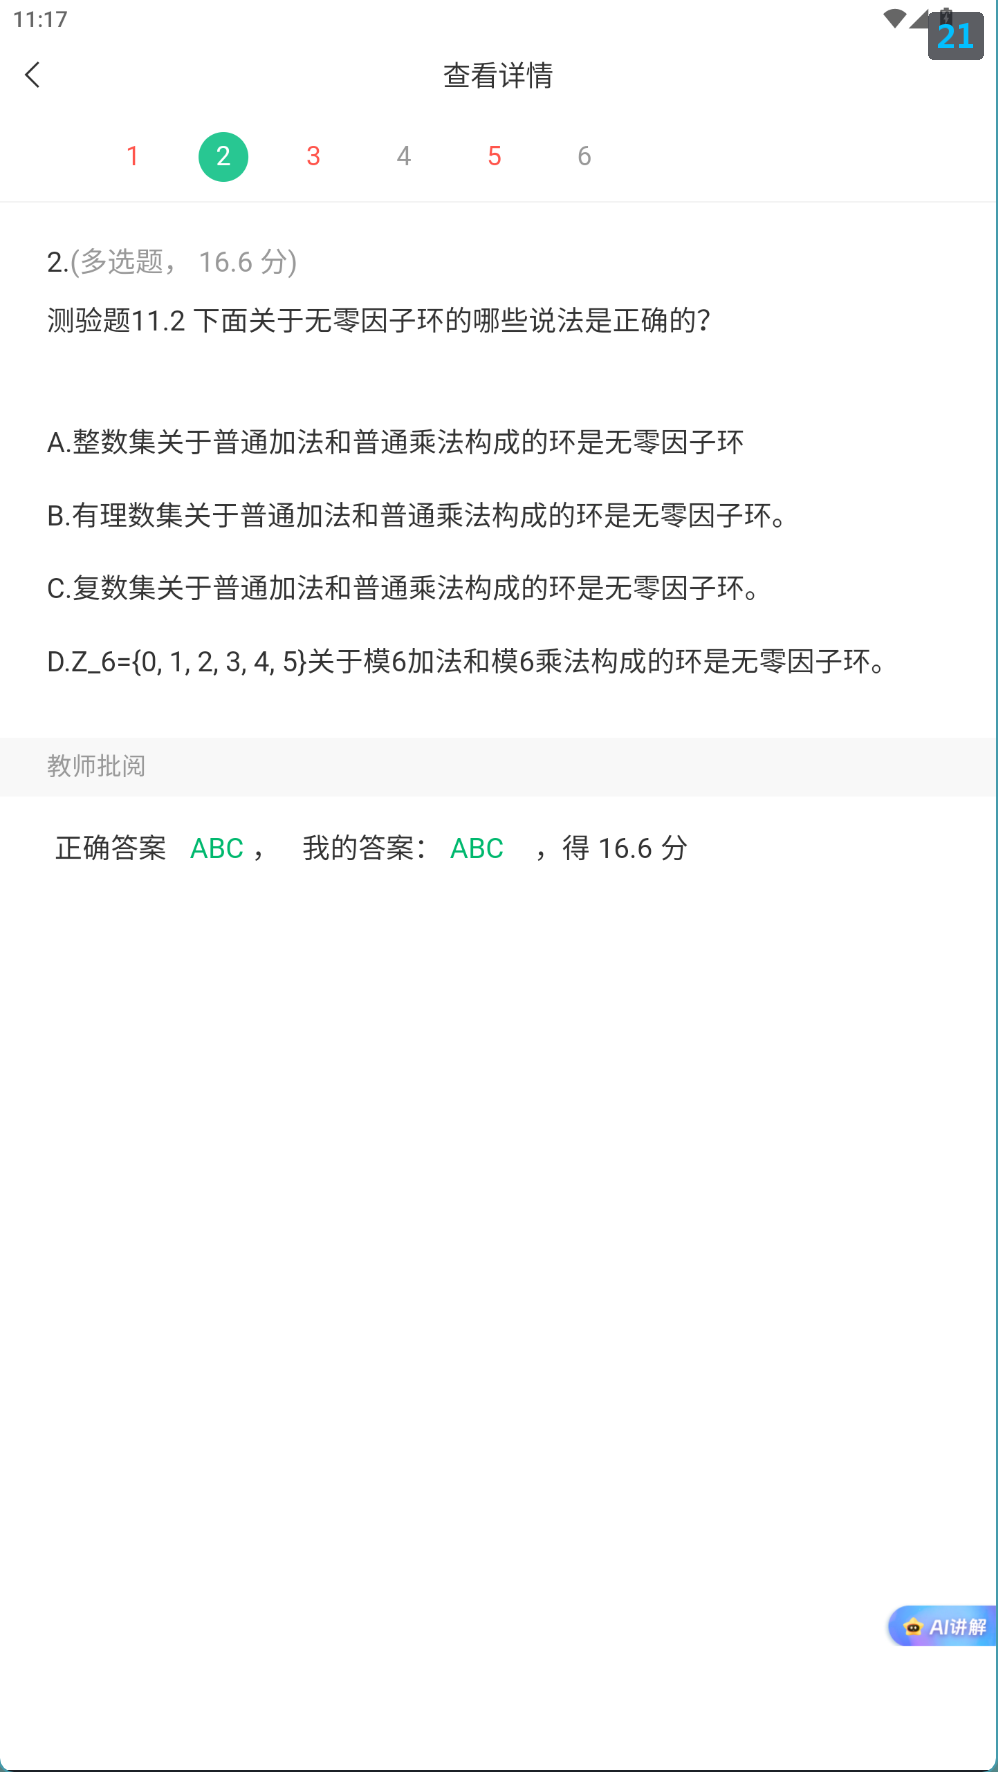 11:17
21
查看详情
1 2 3 4 5 6
2.(多选题， 16.6 分)
测验题11.2 下面关于无零因子环的哪些说法是正确的？
A.整数集关于普通加法和普通乘法构成的环是无零因子环
B.有理数集关于普通加法和普通乘法构成的环是无零因子环。
C.复数集关于普通加法和普通乘法构成的环是无零因子环。
D.Z_6={0, 1, 2, 3, 4, 5}关于模6加法和模6乘法构成的环是无零因子环。
教师批阅
正确答案 ABC ， 我的答案： ABC ，得 16.6 分
AI讲解